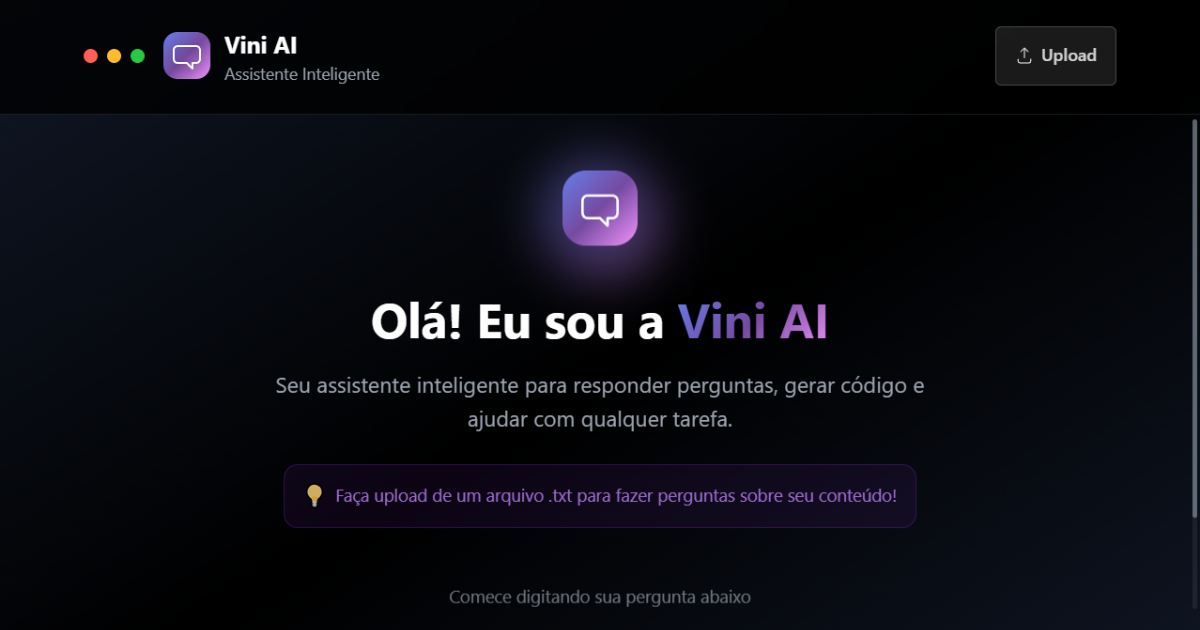 Vini AI
Assistente Inteligente
Upload
Olá! Eu sou a Vini AI
Seu assistente inteligente para responder perguntas, gerar código e
ajudar com qualquer tarefa.
Faça upload de um arquivo .txt para fazer perguntas sobre seu conteúdo!
Comece digitando sua pergunta abaixo